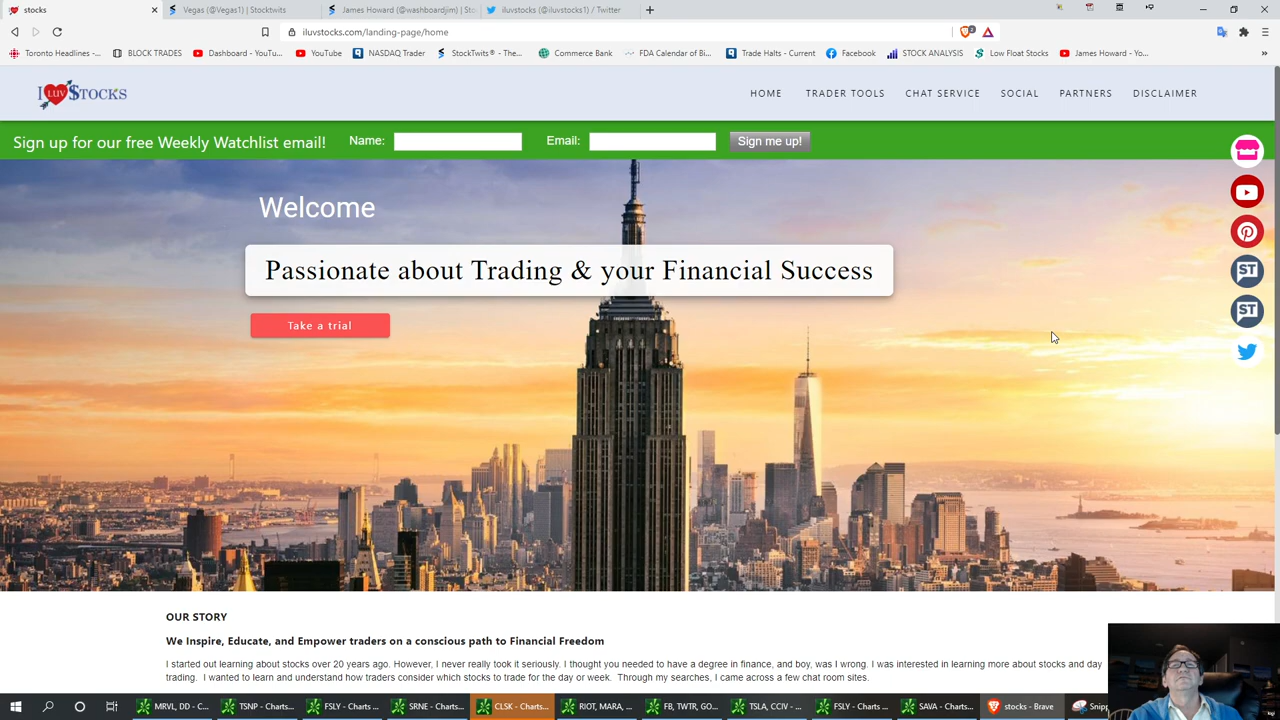 stocks
Vegas (@Vegas1) | Stocktwits
James Howard (@washboardjim) | Sto
iluvstocks (@iluvstocks1) / Twitter
iluvstocks.com/landing-page/home
Toronto Headlines -...
BLOCK TRADES
Dashboard - YouTu...
YouTube
NASDAQ Trader
StockTwits® - The...
Commerce Bank
FDA Calendar of Bi...
Trade Halts - Current
Facebook
STOCK ANALYSIS
Low Float Stocks
James Howard - Yo...
I LUV $TOCKS
HOME
TRADER TOOLS
CHAT SERVICE
SOCIAL
PARTNERS
DISCLAIMER
Sign up for our free Weekly Watchlist email!
Name:
Email:
Sign me up!
Welcome
Passionate about Trading & your Financial Success
Take a trial
ST
ST
OUR STORY
We Inspire, Educate, and Empower traders on a conscious path to Financial Freedom
I started out learning about stocks over 20 years ago. However, I never really took it seriously. I thought you needed to have a degree in finance, and boy, was I wrong. I was interested in learning more about stocks and day
trading. I wanted to learn and understand how traders consider which stocks to trade for the day or week. Through my searches, I came across a few chat room sites.
MRVL, DD - C...
TSNP - Charts...
FSLY - Charts...
SRNE - Charts...
CLSK - Charts...
RIOT, MARA, ...
FB, TWTR, GO...
TSLA, CCIV - ...
FSLY - Charts ...
SAVA - Charts...
stocks - Brave
Snipp